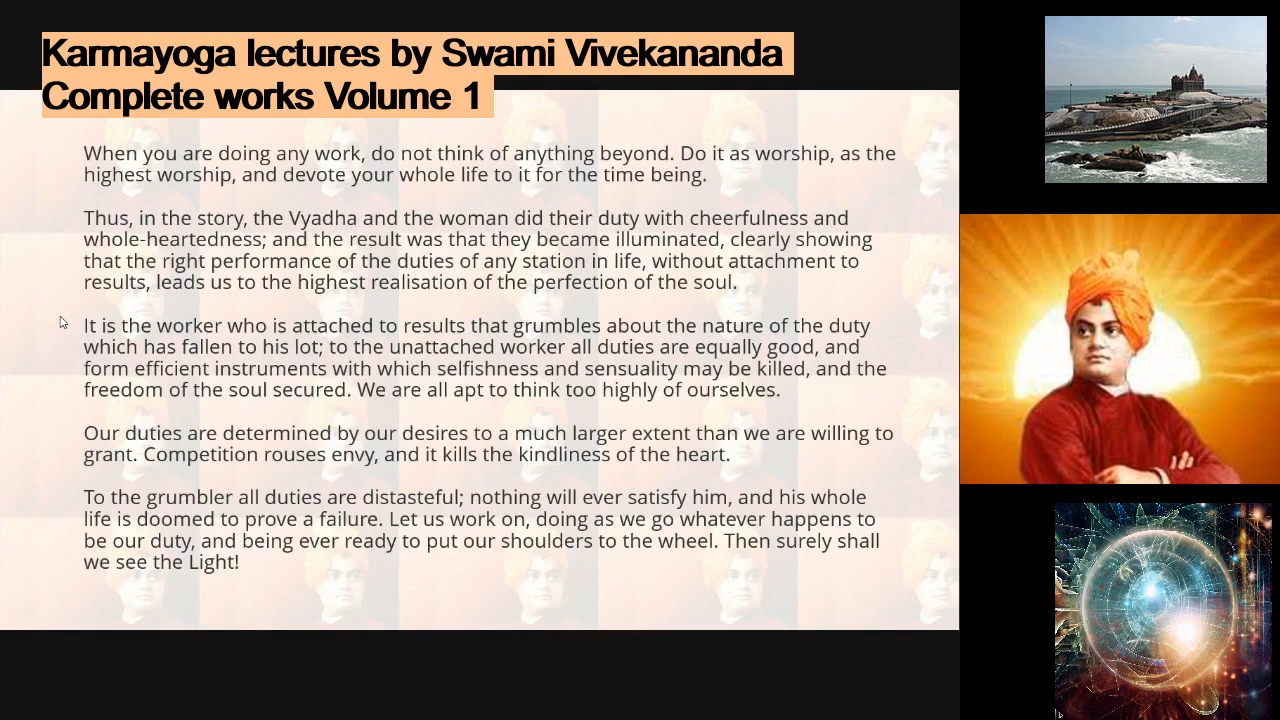 Karmayoga lectures by Swami Vivekananda
Complete works Volume 1
When you are doing any work, do not think of anything beyond. Do it as worship, as the
highest worship, and devote your whole life to it for the time being.
Thus, in the story, the Vyadha and the woman did their duty with cheerfulness and
whole-heartedness; and the result was that they became illuminated, clearly showing
that the right performance of the duties of any station in life, without attachment to
results, leads us to the highest realisation of the perfection of the soul.
It is the worker who is attached to results that grumbles about the nature of the duty
which has fallen to his lot; to the unattached worker all duties are equally good, and
form efficient instruments with which selfishness and sensuality may be killed, and the
freedom of the soul secured. We are all apt to think too highly of ourselves.
Our duties are determined by our desires to a much larger extent than we are willing to
grant. Competition rouses envy, and it kills the kindliness of the heart.
To the grumbler all duties are distasteful; nothing will ever satisfy him, and his whole
life is doomed to prove a failure. Let us work on, doing as we go whatever happens to
be our duty, and being ever ready to put our shoulders to the wheel. Then surely shall
we see the Light!